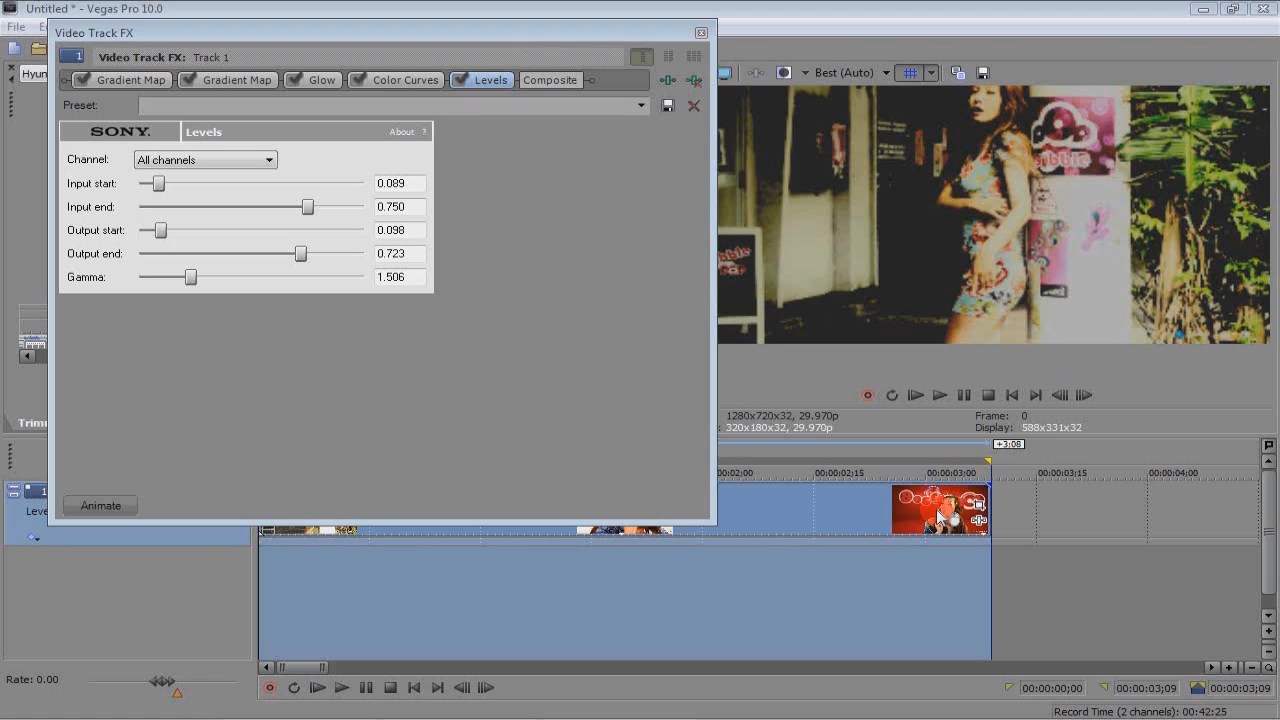 Untitled * - Vegas Pro 10.0
File
Video Track FX
1 Video Track FX: Track 1
Hyun
Best (Auto)
Gradient Map Gradient Map Glow Color Curves Levels Composite
Preset:
SONY. Levels About ?
Channel: All channels
Input start: 0.089
Input end: 0.750
Output start: 0.098
Output end: 0.723
Gamma: 1.506
Animate
Trimm
1280x720x32, 29.970p
320x180x32, 29.970p
Frame: 0
Display: 588x331x32
+3;08
00:00:02;15 00:00:03;00 00:00:03;15 00:00:04;00
1
Leve
Rate: 0.00
00:00:00;00 00:00:03;09 00:00:03;09
Record Time (2 channels): 00:42:25